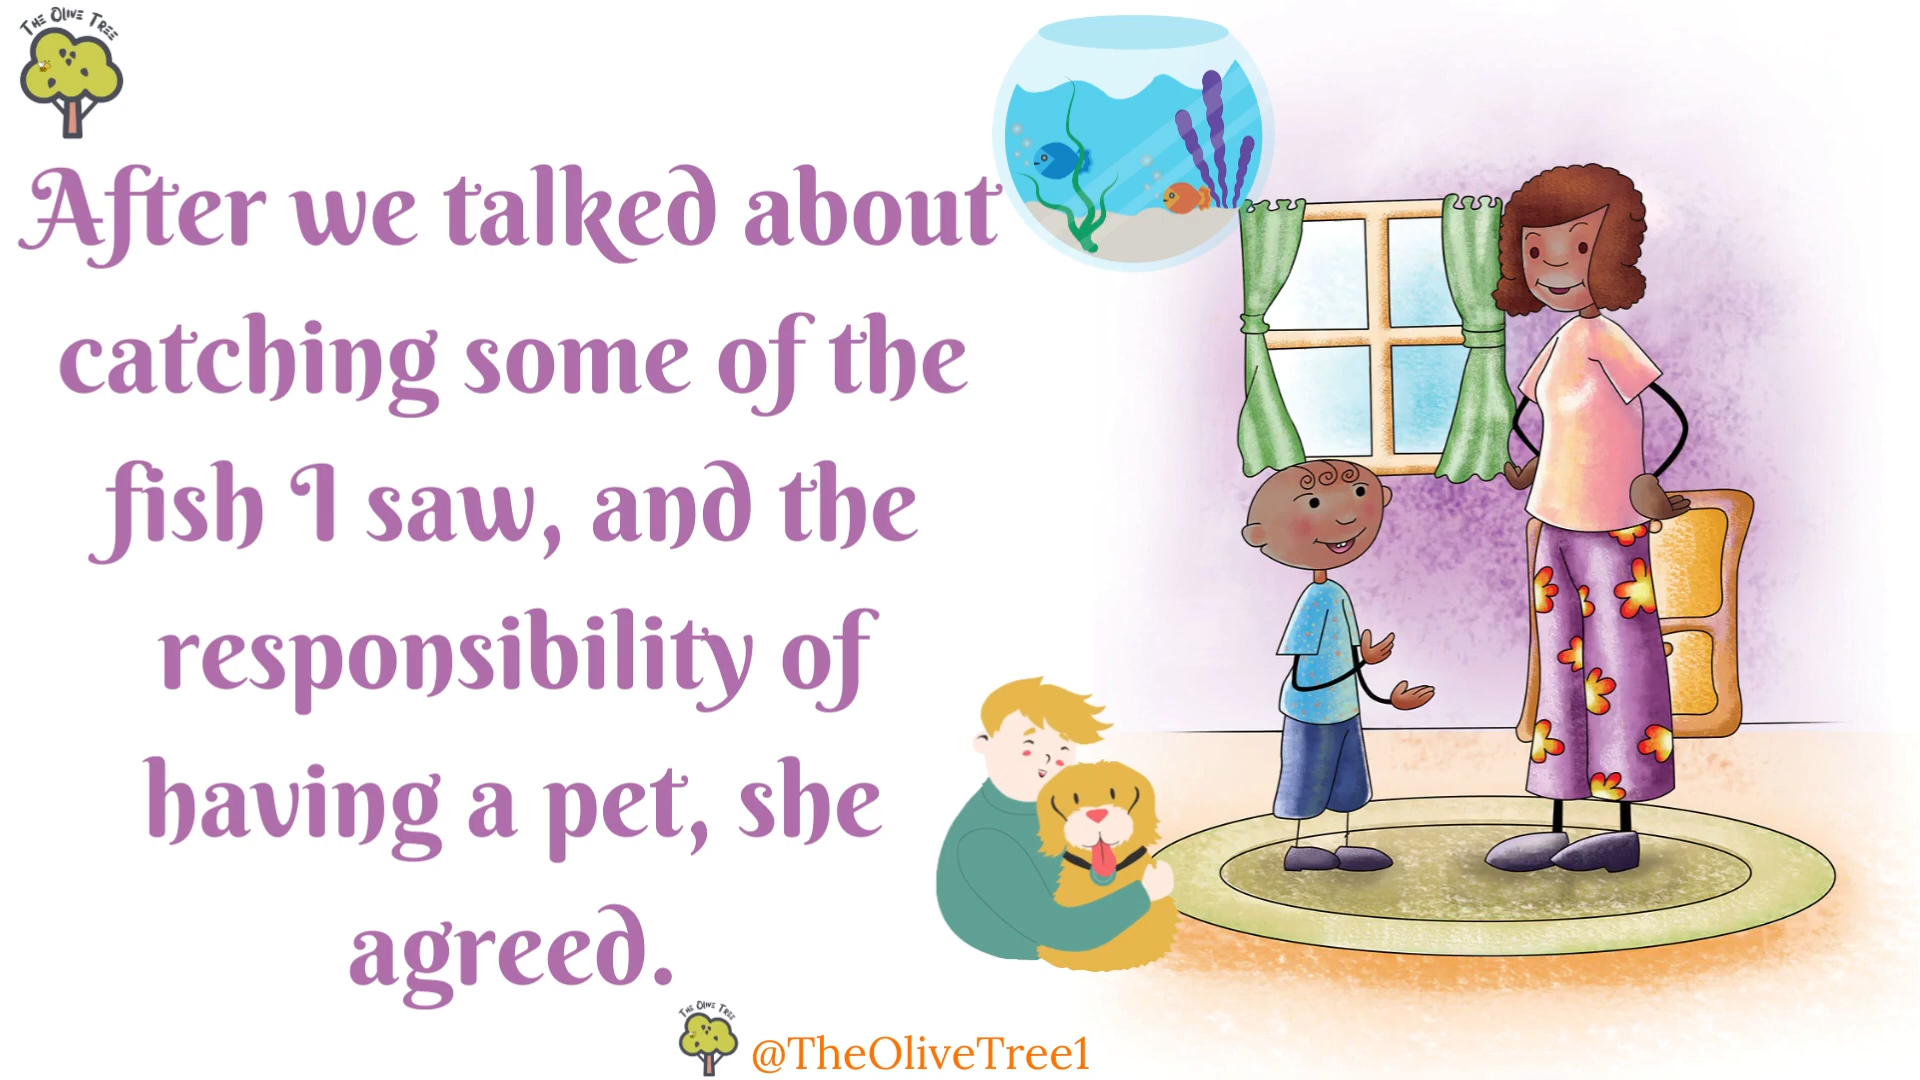 The Olive Tree
After we talked about
catching some of the
fish I saw, and the
responsibility of
having a pet, she
agreed.
The Olive Tree
@TheOliveTree1